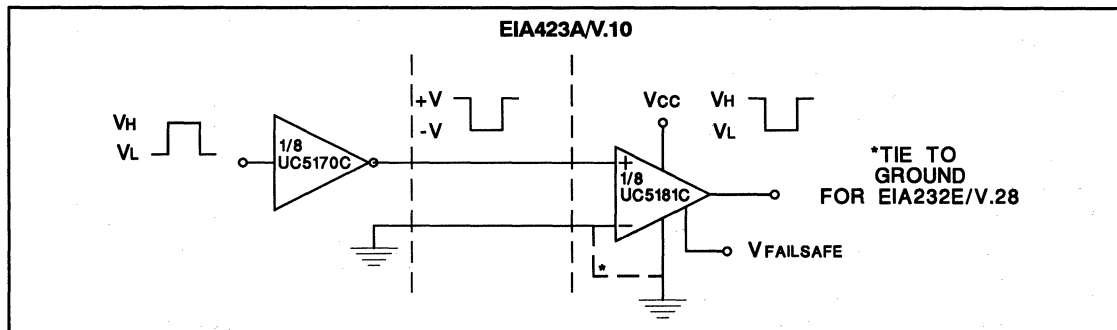 EIA423A/V.10
VH
VL
1/8
UC5170C
+V
-V
VCC
VH
VL
+
1/8
UC5181C
-
*
VFAILSAFE
*TIE TO
GROUND
FOR EIA232E/V.28